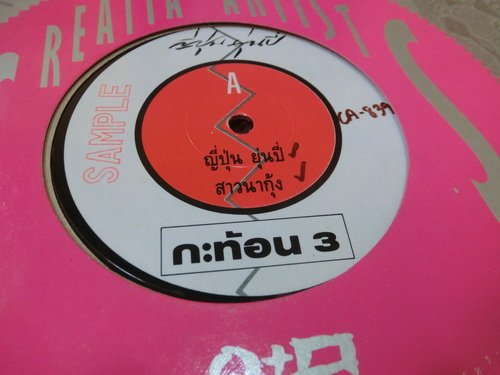 CREATIA ARTIST
SAMPLE
A
CA-839
ญี่ปุ่น ยุ่นปี่
สาวนากุ้ง
กะท้อน 3